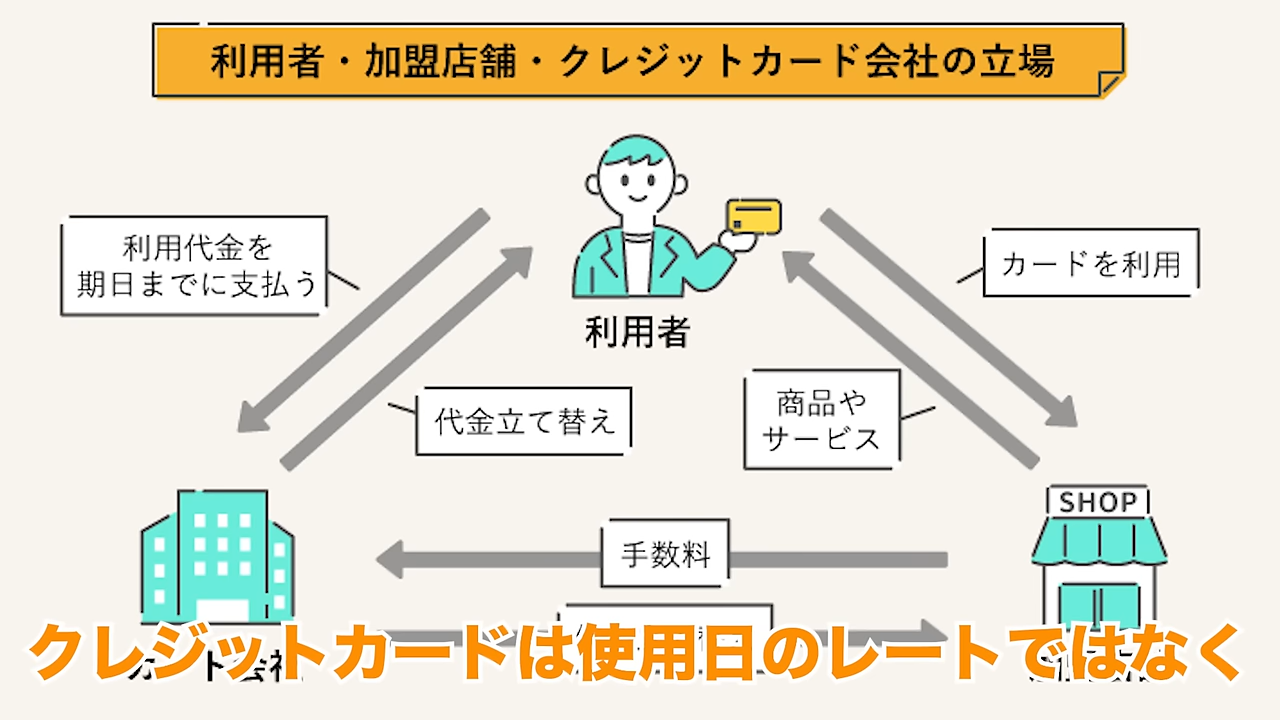 利用者・加盟店舗・クレジットカード会社の立場
利用代金を
期日までに支払う
カードを利用
利用者
代金立て替え
商品や
サービス
SHOP
手数料
クレジットカードは使用日のレートではなく